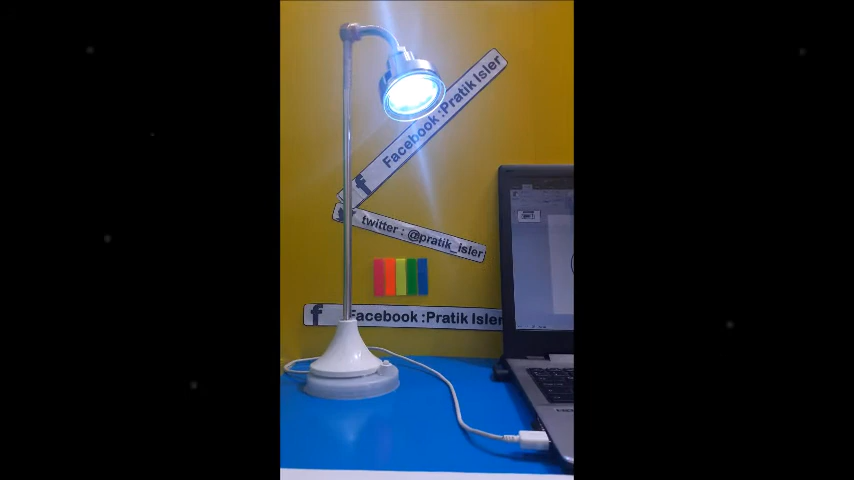 Facebook :Pratik Isler
twitter : @pratik_isler
Facebook :Pratik Isler